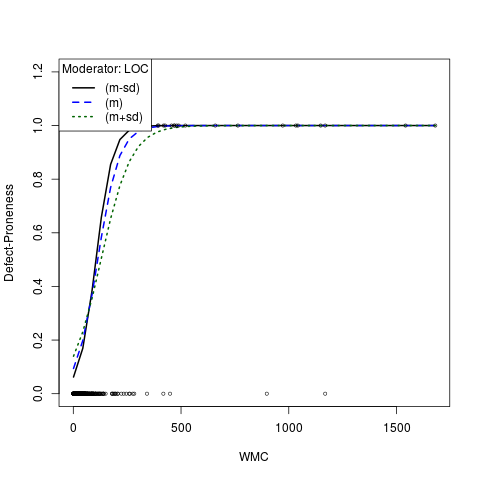 Moderator: LOC
(m-sd)
(m)
(m+sd)
Defect-Proneness
1.2
1.0
0.8
0.6
0.4
0.2
0.0
0 500 1000 1500
WMC